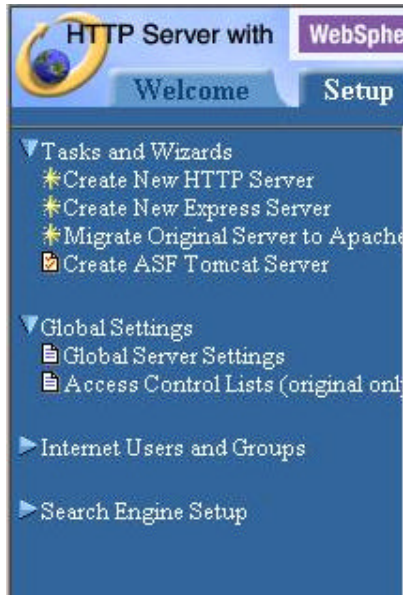 HTTP Server with WebSphe
Welcome Setup
Tasks and Wizards
Create New HTTP Server
Create New Express Server
Migrate Original Server to Apache
Create ASF Tomcat Server
Global Settings
Global Server Settings
Access Control Lists (original only
Internet Users and Groups
Search Engine Setup